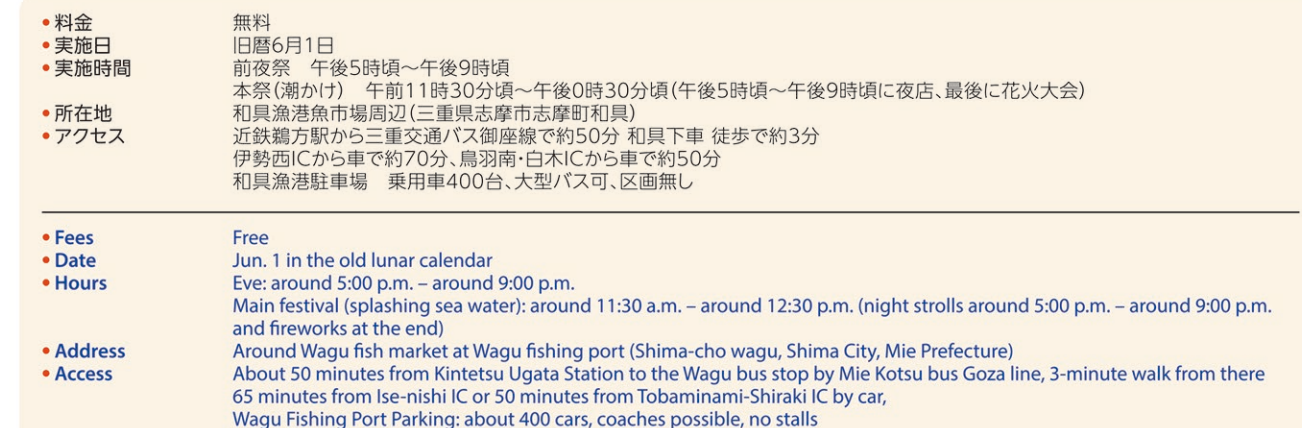 •料金 無料
•実施日 旧暦6月1日
•実施時間 前夜祭 午後5時頃～午後9時頃
本祭(潮かけ) 午前11時30分頃～午後0時30分頃(午後5時頃～午後9時頃に夜店、最後に花火大会)
•所在地 和具漁港魚市場周辺(三重県志摩市志摩町和具)
•アクセス 近鉄鵜方駅から三重交通バス御座線で約50分 和具下車 徒歩で約3分
伊勢西ICから車で約70分、鳥羽南・白木ICから車で約50分
和具漁港駐車場 乗用車400台、大型バス可、区画無し
•Fees Free
•Date Jun. 1 in the old lunar calendar
•Hours Eve: around 5:00 p.m. – around 9:00 p.m.
Main festival (splashing sea water): around 11:30 a.m. – around 12:30 p.m. (night strolls around 5:00 p.m. – around 9:00 p.m.
and fireworks at the end)
•Address Around Wagu fish market at Wagu fishing port (Shima-cho wagu, Shima City, Mie Prefecture)
•Access About 50 minutes from Kintetsu Ugata Station to the Wagu bus stop by Mie Kotsu bus Goza line, 3-minute walk from there
65 minutes from Ise-nishi IC or 50 minutes from Tobaminami-Shiraki IC by car,
Wagu Fishing Port Parking: about 400 cars, coaches possible, no stalls